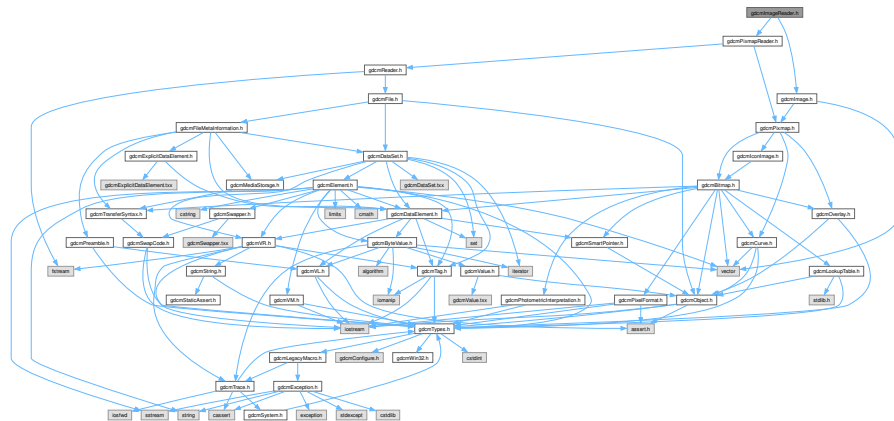 gdcmImageReader.h
gdcmPixmapReader.h
gdcmReader.h
gdcmFile.h
gdcmImage.h
gdcmFileMetaInformation.h
gdcmPixmap.h
gdcmExplicitDataElement.h
gdcmDataSet.h
gdcmIconImage.h
gdcmExplicitDataElement.txx
gdcmMediaStorage.h
gdcmElement.h
gdcmDataSet.txx
gdcmBitmap.h
gdcmTransferSyntax.h
cstring
gdcmSwapper.h
limits
cmath
gdcmDataElement.h
gdcmOverlay.h
gdcmPreamble.h
gdcmSwapCode.h
gdcmSwapper.txx
gdcmVR.h
gdcmByteValue.h
set
gdcmSmartPointer.h
gdcmCurve.h
fstream
gdcmString.h
gdcmVL.h
algorithm
gdcmTag.h
gdcmValue.h
iterator
vector
gdcmLookupTable.h
gdcmStaticAssert.h
gdcmVM.h
iomanip
gdcmValue.txx
gdcmPhotometricInterpretation.h
gdcmPixelFormat.h
gdcmObject.h
stdlib.h
iostream
gdcmTypes.h
assert.h
gdcmLegacyMacro.h
gdcmConfigure.h
gdcmWin32.h
cstdint
gdcmTrace.h
gdcmException.h
iosfwd
sstream
string
cassert
gdcmSystem.h
exception
stdexcept
cstdlib